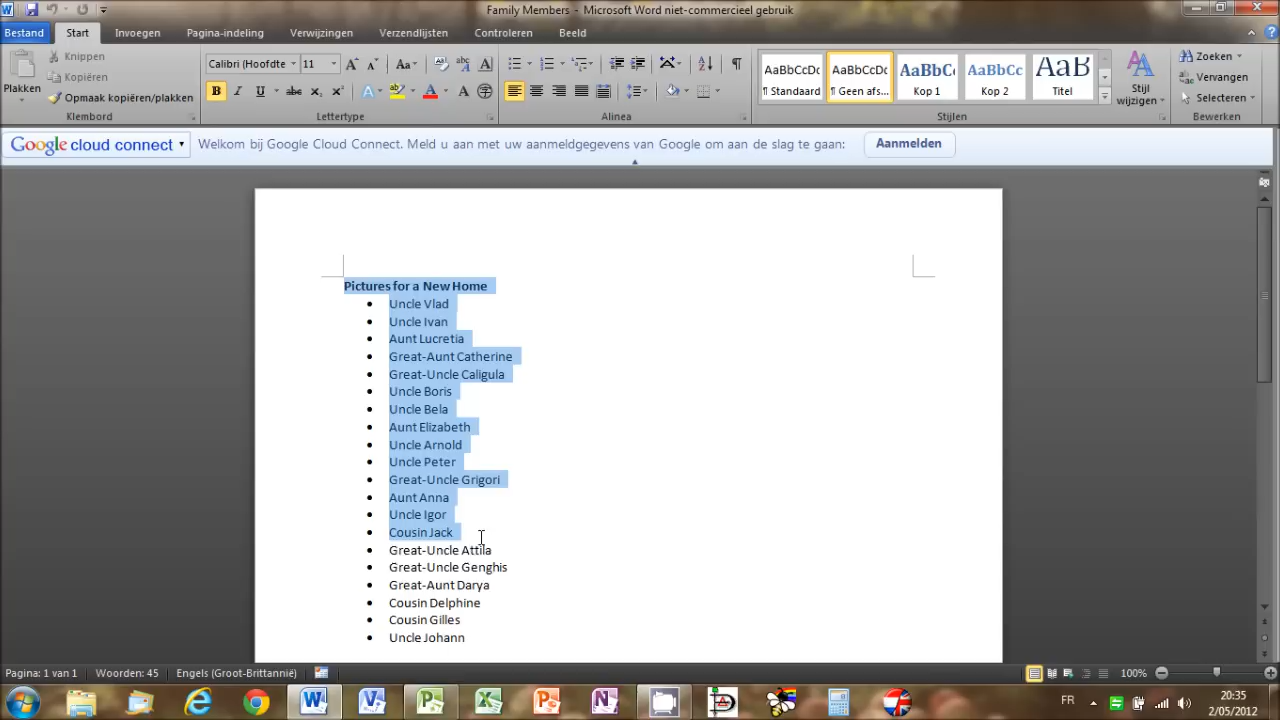 Family Members - Microsoft Word niet-commercieel gebruik
Bestand Start Invoegen Pagina-indeling Verwijzingen Verzendlijsten Controleren Beeld
Plakken
Knippen
Kopiëren
Opmaak kopiëren/plakken
Klembord
Calibri (Hoofdte 11
Lettertype
Alinea
AaBbCcDc AaBbCcDc AaBbC AaBbCc AaB
¶ Standaard ¶ Geen afs... Kop 1 Kop 2 Titel
Stijl wijzigen
Stijlen
Zoeken
Vervangen
Selecteren
Bewerken
Google cloud connect Welkom bij Google Cloud Connect. Meld u aan met uw aanmeldgegevens van Google om aan de slag te gaan: Aanmelden
Pictures for a New Home
• Uncle Vlad
• Uncle Ivan
• Aunt Lucretia
• Great-Aunt Catherine
• Great-Uncle Caligula
• Uncle Boris
• Uncle Bela
• Aunt Elizabeth
• Uncle Arnold
• Uncle Peter
• Great-Uncle Grigori
• Aunt Anna
• Uncle Igor
• Cousin Jack
• Great-Uncle Attila
• Great-Uncle Genghis
• Great-Aunt Darya
• Cousin Delphine
• Cousin Gilles
• Uncle Johann
Pagina: 1 van 1 Woorden: 45 Engels (Groot-Brittannië) 100%
FR 20:35
2/05/2012